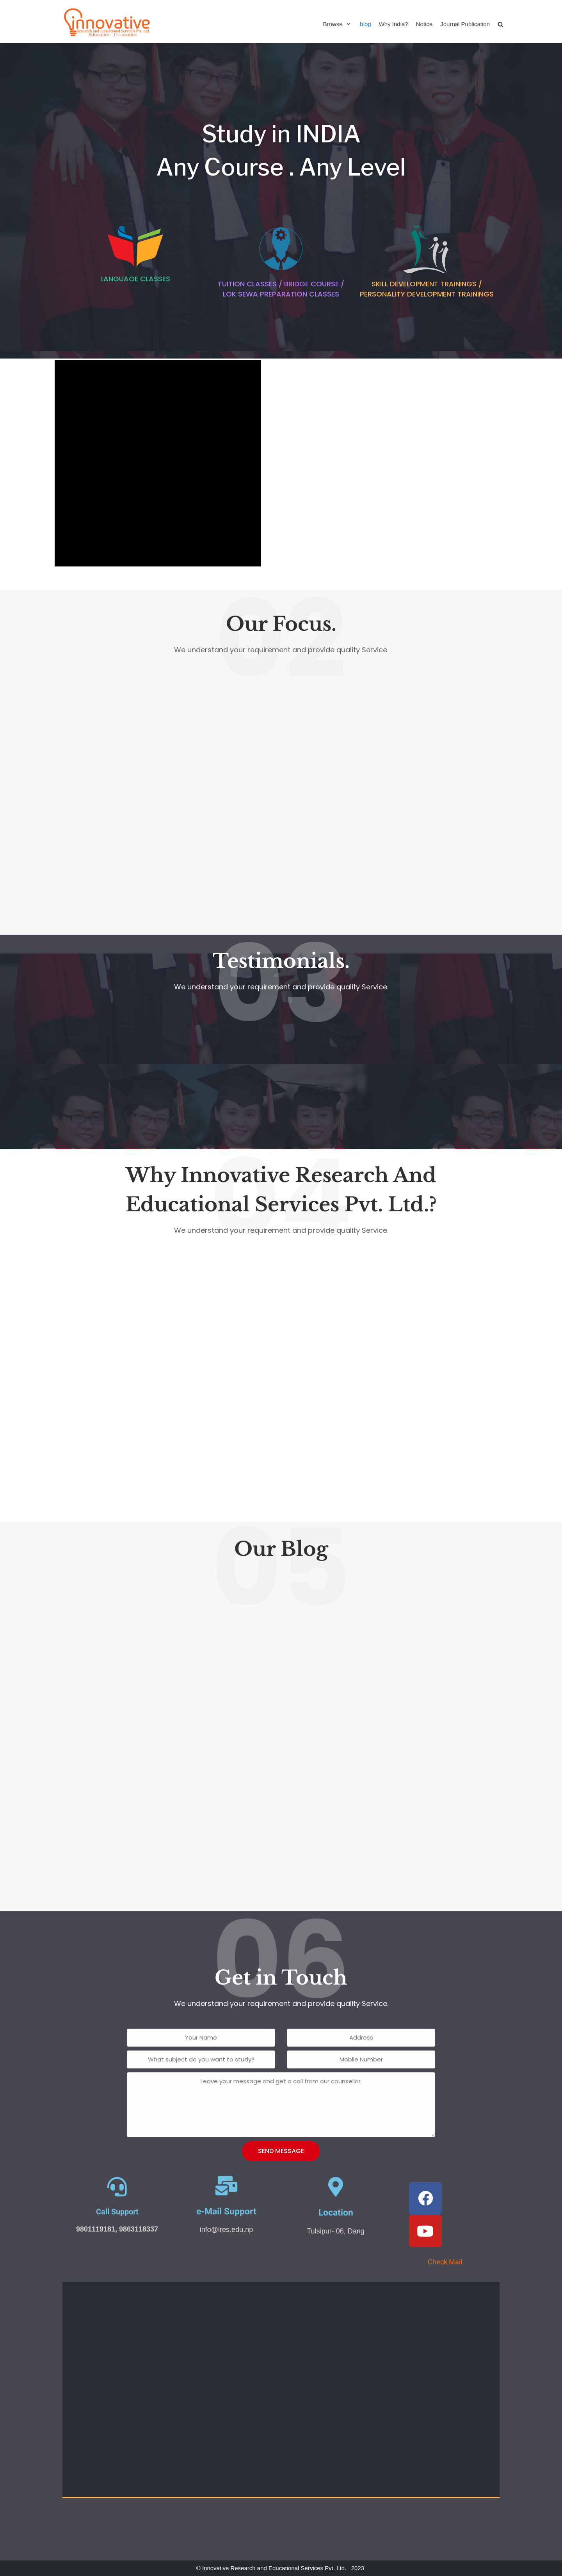 innovative
Research and Educational Services Pvt. Ltd.
Education | Innovation
Browse
blog
Why India?
Notice
Journal Publication
Study in INDIA
Any Course . Any Level
LANGUAGE CLASSES
TUITION CLASSES / BRIDGE COURSE /
LOK SEWA PREPARATION CLASSES
SKILL DEVELOPMENT TRAININGS /
PERSONALITY DEVELOPMENT TRAININGS
02
Our Focus.
We understand your requirement and provide quality Service.
03
Testimonials.
We understand your requirement and provide quality Service.
04
Why Innovative Research And
Educational Services Pvt. Ltd.?
We understand your requirement and provide quality Service.
05
Our Blog
06
Get in Touch
We understand your requirement and provide quality Service.
Your Name
Address
What subject do you want to study?
Mobile Number
Leave your message and get a call from our counsellor.
SEND MESSAGE
Call Support
9801119181, 9863118337
e-Mail Support
info@ires.edu.np
Location
Tulsipur- 06, Dang
Check Mail
© Innovative Research and Educational Services Pvt. Ltd. 2023